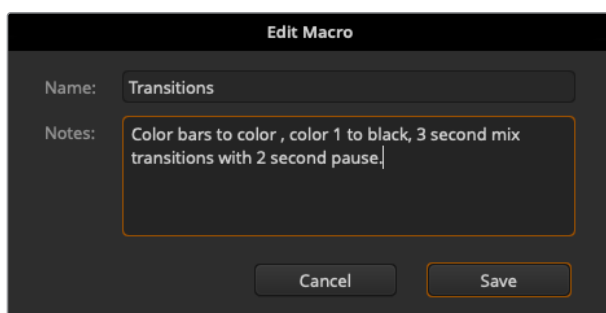 Edit Macro
Name: Transitions
Notes: Color bars to color , color 1 to black, 3 second mix
transitions with 2 second pause.
Cancel Save